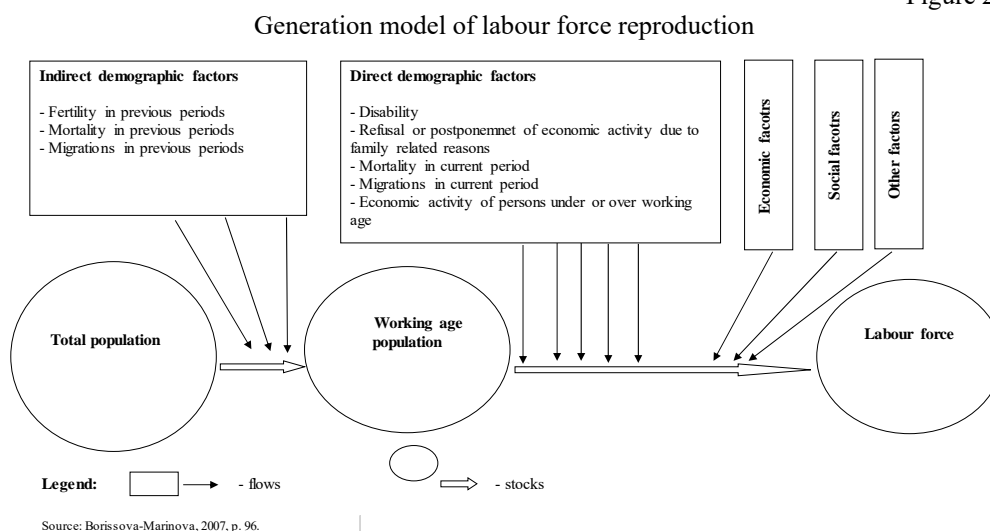 Figure 2
Generation model of labour force reproduction
Indirect demographic factors
- Fertility in previous periods
- Mortality in previous periods
- Migrations in previous periods
Direct demographic factors
- Disability
- Refusal or postponemnet of economic activity due to
family related reasons
- Mortality in current period
- Migrations in current period
- Economic activity of persons under or over working
age
Economic facotrs
Social facotrs
Other factors
Total population
Working age
population
Labour force
Legend:
- flows
- stocks
Source: Borissova-Marinova, 2007, p. 96.